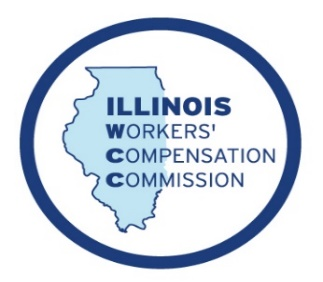 ILLINOIS
WORKERS'
COMPENSATION
COMMISSION